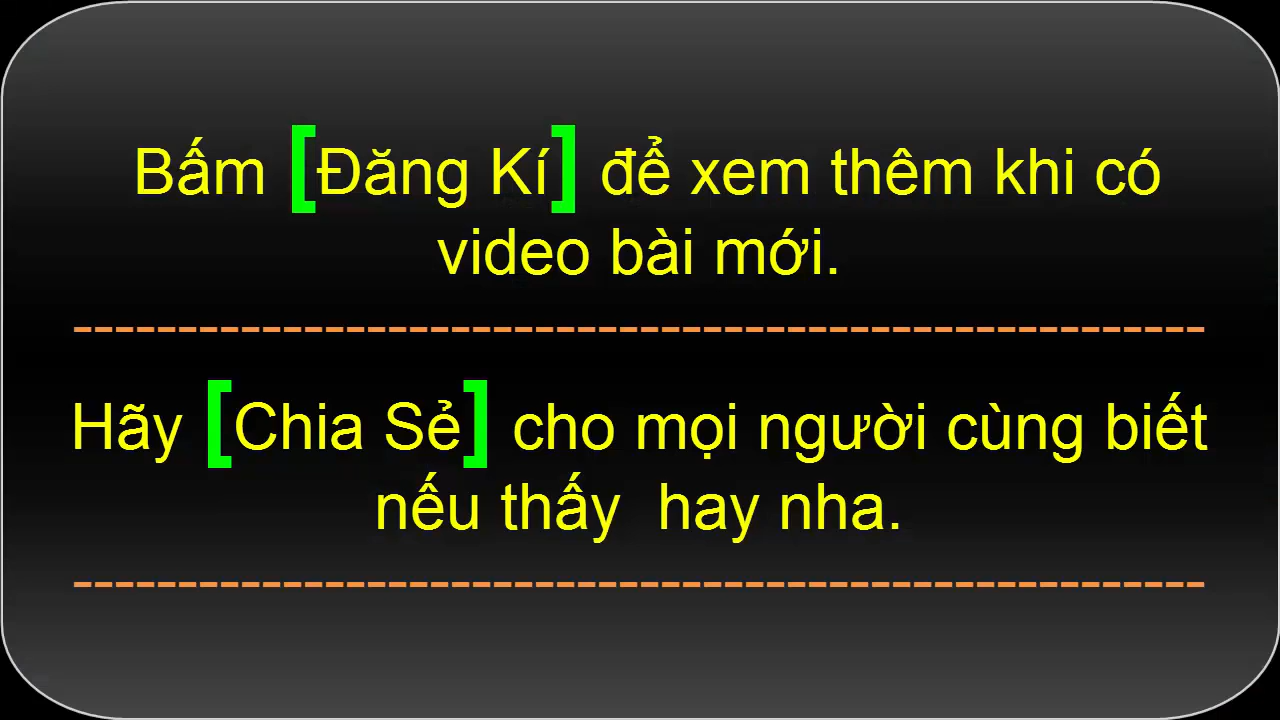 Bấm [Đăng Kí] để xem thêm khi có
video bài mới.
------------------------------------------------------
Hãy [Chia Sẻ] cho mọi người cùng biết
nếu thấy  hay nha.
------------------------------------------------------